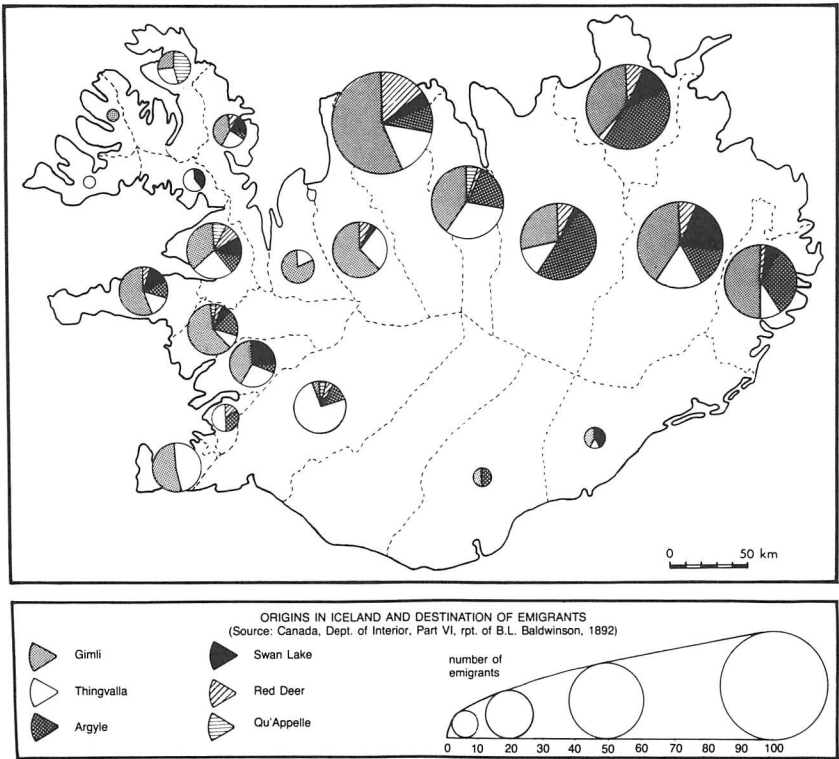 0 50 km
ORIGINS IN ICELAND AND DESTINATION OF EMIGRANTS
(Source: Canada, Dept. of Interior, Part VI, rpt. of B.L. Baldwinson, 1892)
Gimli
Thingvalla
Argyle
Swan Lake
Red Deer
Qu'Appelle
number of
emigrants
0 10 20 30 40 50 60 70 80 90 100